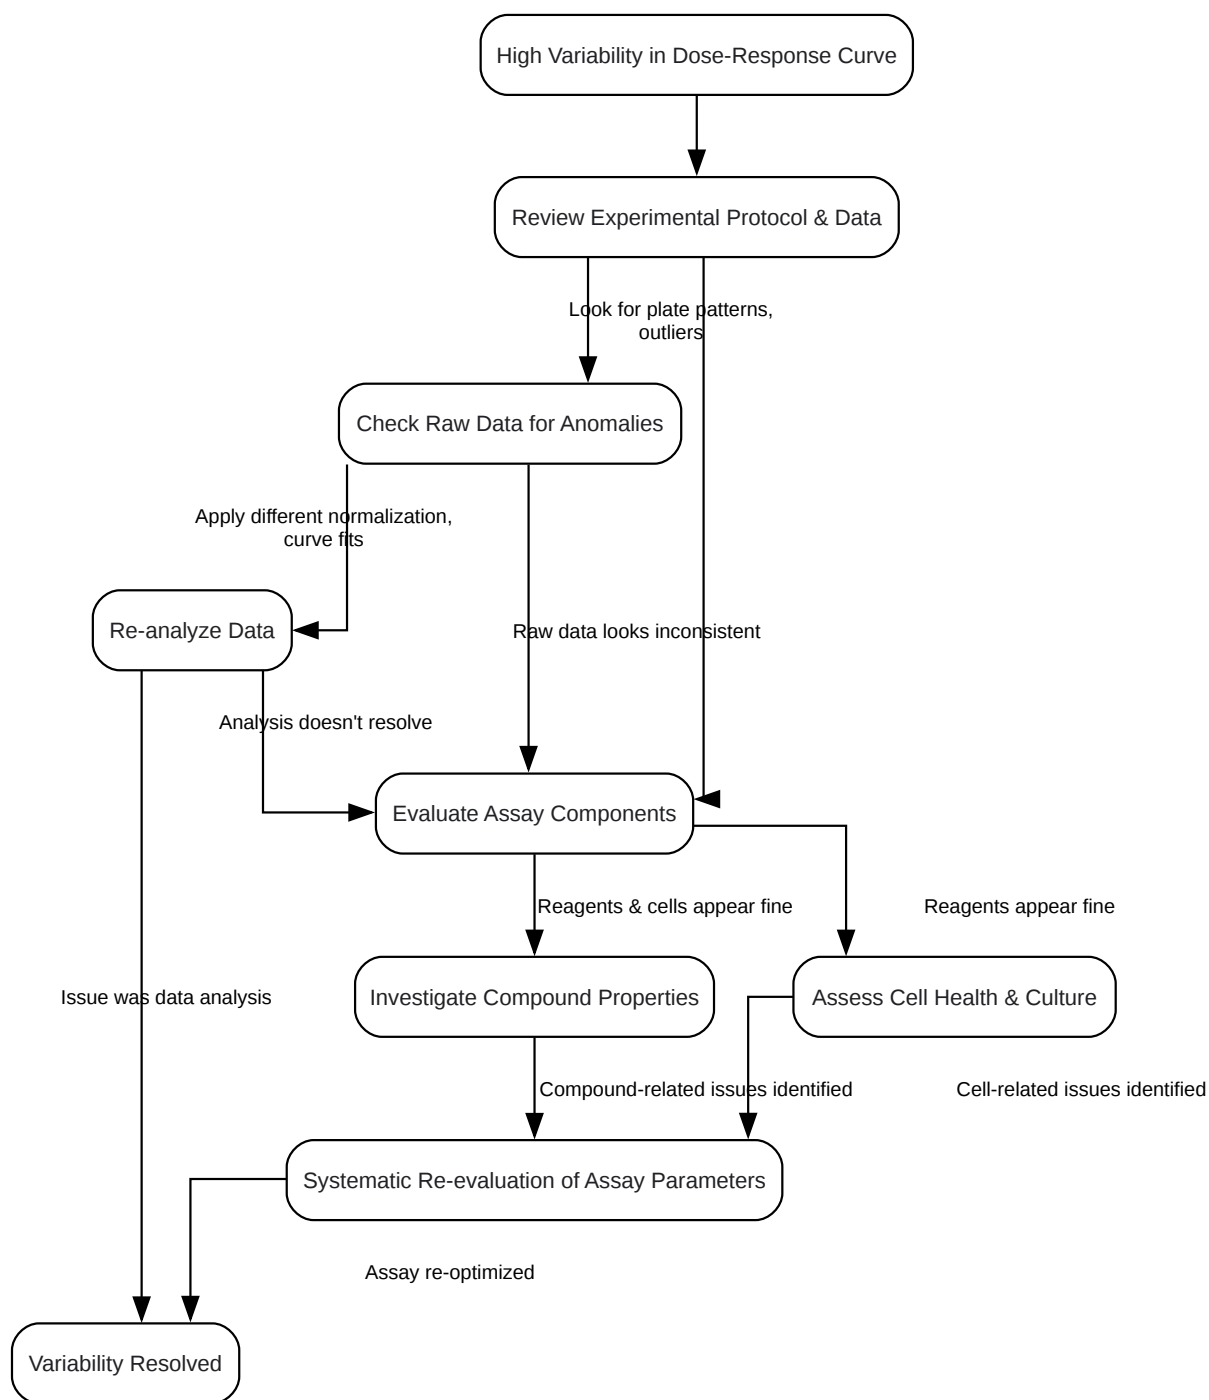 High Variability in Dose-Response Curve
Review Experimental Protocol & Data
Look for plate patterns,
outliers
Check Raw Data for Anomalies
Apply different normalization,
curve fits
Re-analyze Data
Raw data looks inconsistent
Analysis doesn't resolve
Evaluate Assay Components
Reagents & cells appear fine
Reagents appear fine
Issue was data analysis
Investigate Compound Properties
Assess Cell Health & Culture
Compound-related issues identified
Cell-related issues identified
Systematic Re-evaluation of Assay Parameters
Assay re-optimized
Variability Resolved